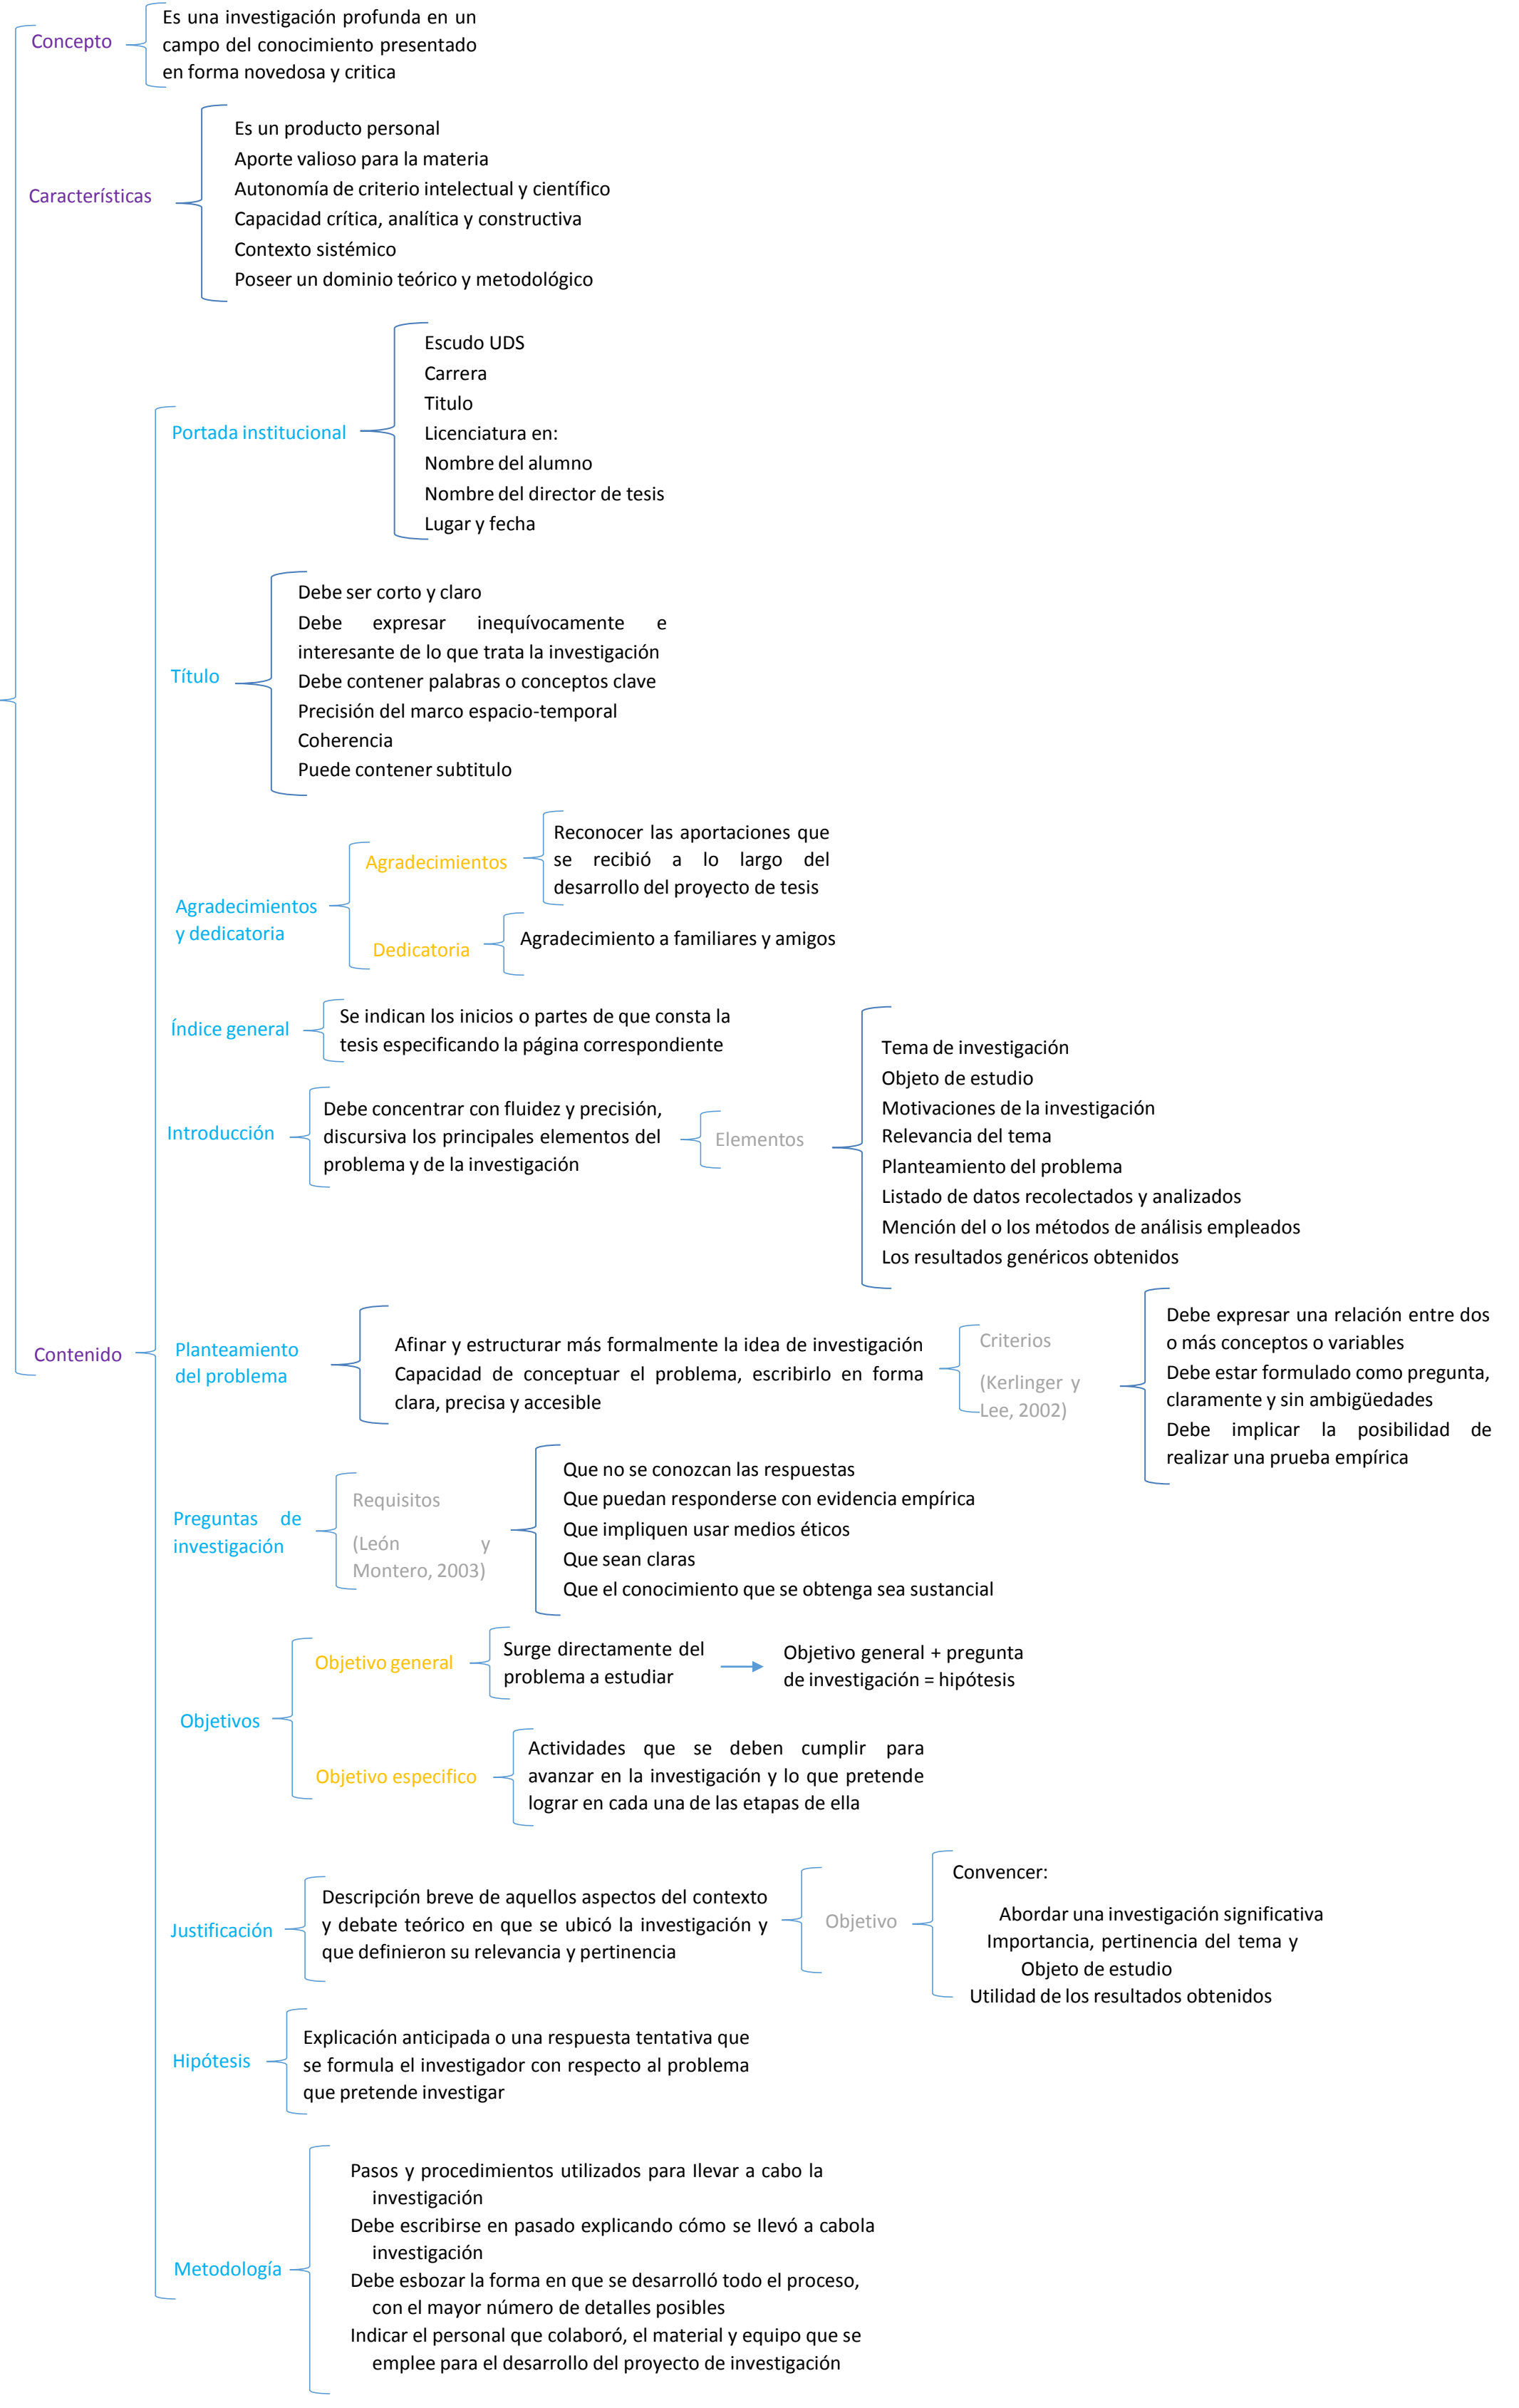 Concepto
Es una investigación profunda en un
campo del conocimiento presentado
en forma novedosa y critica
Características
Es un producto personal
Aporte valioso para la materia
Autonomía de criterio intelectual y científico
Capacidad crítica, analítica y constructiva
Contexto sistémico
Poseer un dominio teórico y metodológico
Contenido
Portada institucional
Escudo UDS
Carrera
Titulo
Licenciatura en:
Nombre del alumno
Nombre del director de tesis
Lugar y fecha
Título
Debe ser corto y claro
Debe expresar inequívocamente e
interesante de lo que trata la investigación
Debe contener palabras o conceptos clave
Precisión del marco espacio-temporal
Coherencia
Puede contener subtitulo
Agradecimientos
y dedicatoria
Agradecimientos
Reconocer las aportaciones que
se recibió a lo largo del
desarrollo del proyecto de tesis
Dedicatoria
Agradecimiento a familiares y amigos
Índice general
Se indican los inicios o partes de que consta la
tesis especificando la página correspondiente
Introducción
Debe concentrar con fluidez y precisión,
discursiva los principales elementos del
problema y de la investigación
Elementos
Tema de investigación
Objeto de estudio
Motivaciones de la investigación
Relevancia del tema
Planteamiento del problema
Listado de datos recolectados y analizados
Mención del o los métodos de análisis empleados
Los resultados genéricos obtenidos
Planteamiento
del problema
Afinar y estructurar más formalmente la idea de investigación
Capacidad de conceptuar el problema, escribirlo en forma
clara, precisa y accesible
Criterios
(Kerlinger y
Lee, 2002)
Debe expresar una relación entre dos
o más conceptos o variables
Debe estar formulado como pregunta,
claramente y sin ambigüedades
Debe implicar la posibilidad de
realizar una prueba empírica
Preguntas de
investigación
Requisitos
(León y
Montero, 2003)
Que no se conozcan las respuestas
Que puedan responderse con evidencia empírica
Que impliquen usar medios éticos
Que sean claras
Que el conocimiento que se obtenga sea sustancial
Objetivos
Objetivo general
Surge directamente del
problema a estudiar
Objetivo general + pregunta
de investigación = hipótesis
Objetivo especifico
Actividades que se deben cumplir para
avanzar en la investigación y lo que pretende
lograr en cada una de las etapas de ella
Justificación
Descripción breve de aquellos aspectos del contexto
y debate teórico en que se ubicó la investigación y
que definieron su relevancia y pertinencia
Objetivo
Convencer:
Abordar una investigación significativa
Importancia, pertinencia del tema y
Objeto de estudio
Utilidad de los resultados obtenidos
Hipótesis
Explicación anticipada o una respuesta tentativa que
se formula el investigador con respecto al problema
que pretende investigar
Metodología
Pasos y procedimientos utilizados para llevar a cabo la
investigación
Debe escribirse en pasado explicando cómo se llevó a cabola
investigación
Debe esbozar la forma en que se desarrolló todo el proceso,
con el mayor número de detalles posibles
Indicar el personal que colaboró, el material y equipo que se
emplee para el desarrollo del proyecto de investigación